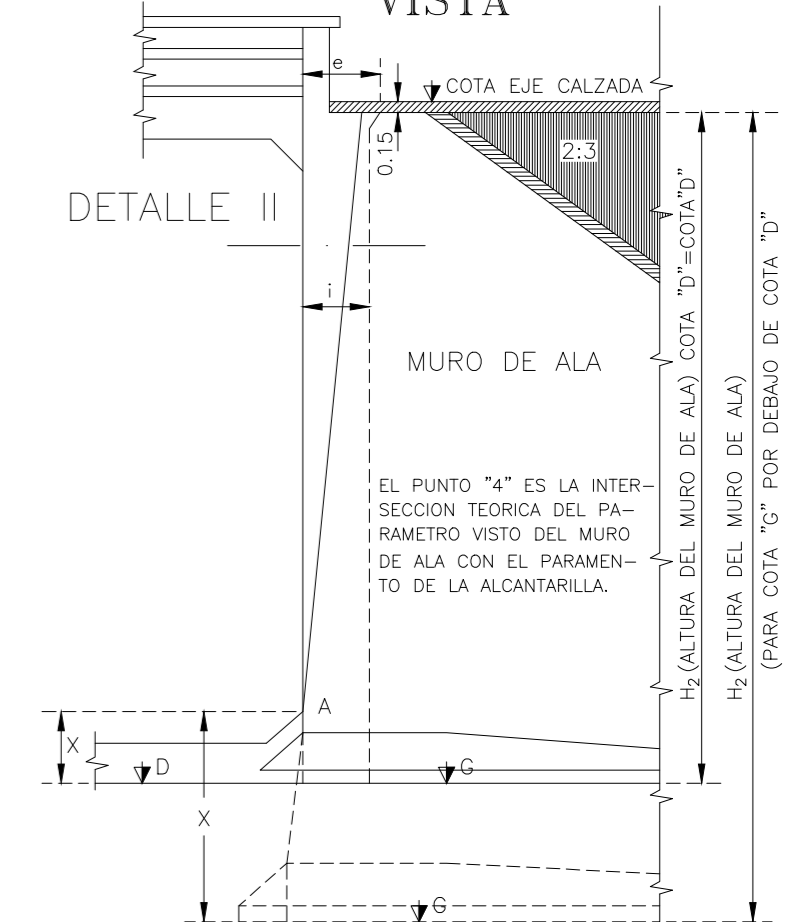 VISTA
e
COTA EJE CALZADA
0.15
2:3
DETALLE II
i
MURO DE ALA
EL PUNTO "4" ES LA INTER-
SECCION TEORICA DEL PA-
RAMETRO VISTO DEL MURO
DE ALA CON EL PARAMEN-
TO DE LA ALCANTARILLA.
H2 (ALTURA DEL MURO DE ALA) COTA "D"=COTA"D"
H2 (ALTURA DEL MURO DE ALA)
(PARA COTA "G" POR DEBAJO DE COTA "D"
A
X
D
G
X
G